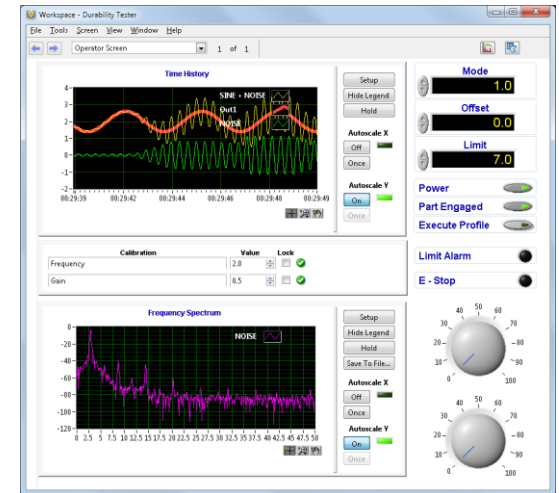 Workspace - Durability Tester
File Tools Screen View Window Help
Operator Screen 1 of 1
Time History
4-
3-
2-
1-
0-
-1-
-2-
00:29:39 00:29:42 00:29:44 00:29:46 00:29:48 00:29:49
SINE + NOISE
Out1
NOISE
Setup
Hide Legend
Hold
Autoscale X
Off
Once
Autoscale Y
On
Once
Mode
1.0
Offset
0.0
Limit
7.0
Power
Part Engaged
Execute Profile
Limit Alarm
E - Stop
Calibration Value Lock
Frequency 2.0
Gain 0.5
Frequency Spectrum
0-
-20-
-40-
-60-
-80-
-100-
-120-
0 2.5 5 7.5 10 12.5 15 17.5 20 22.5 25 27.5 30 32.5 35 37.5 40 42.5 45 47.5 50
NOISE
Setup
Hide Legend
Hold
Save To File...
Autoscale X
Off
Once
Autoscale Y
On
Once
0 10 20 30 40 50 60 70 80 90 100
0 10 20 30 40 50 60 70 80 90 100